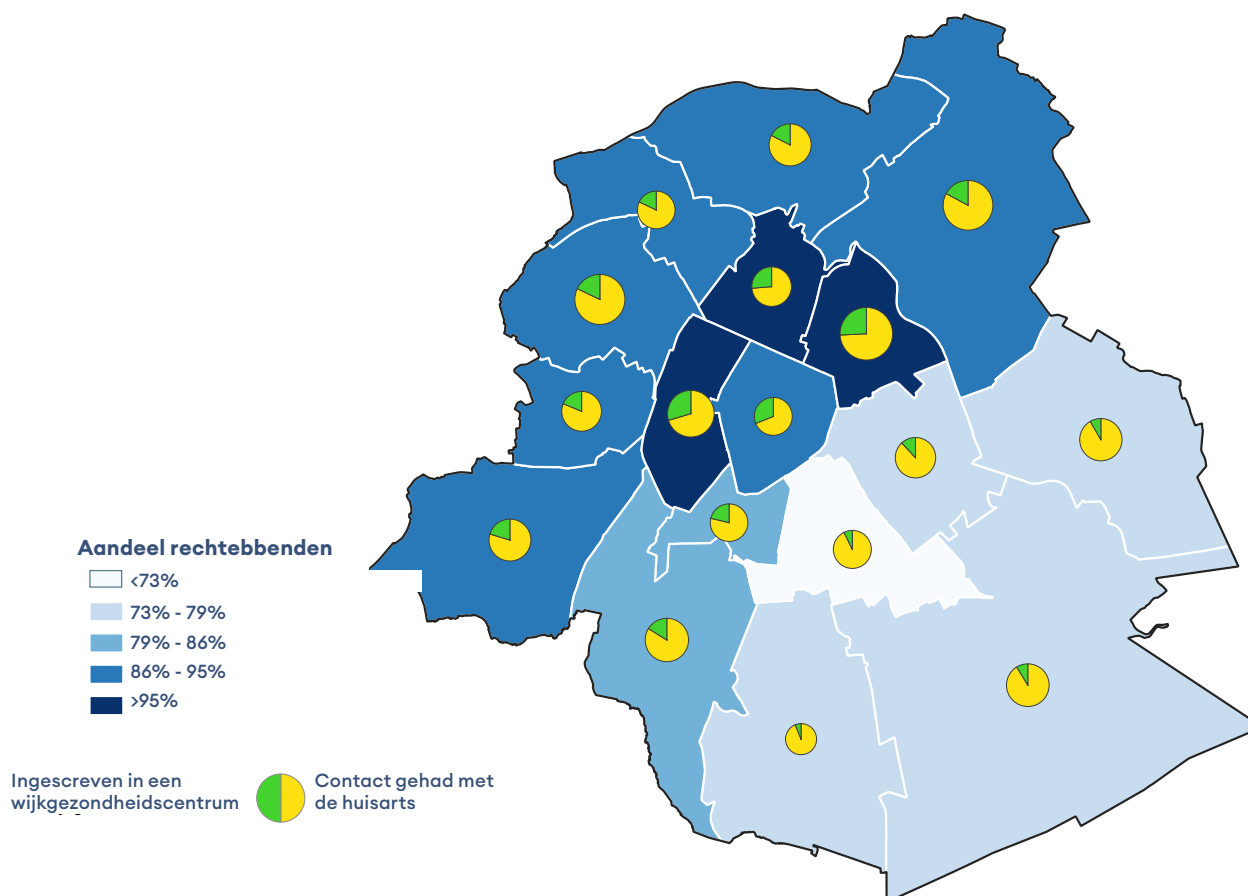 Aandeel rechtebbenden
<73%
73% - 79%
79% - 86%
86% - 95%
>95%
Ingescreven in een
wijkgezondheidscentrum
Contact gehad met
de huisarts